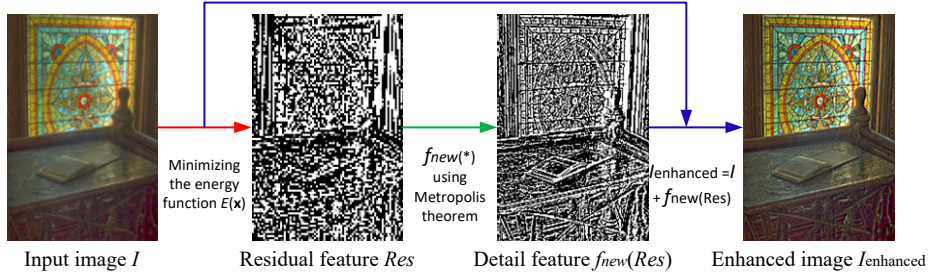 Minimizing
the energy
function E(x)
fnew(*)
using
Metropolis
theorem
Ienhanced =I
+ fnew(Res)
Input image I
Residual feature Res
Detail feature fnew(Res)
Enhanced image Ienhanced